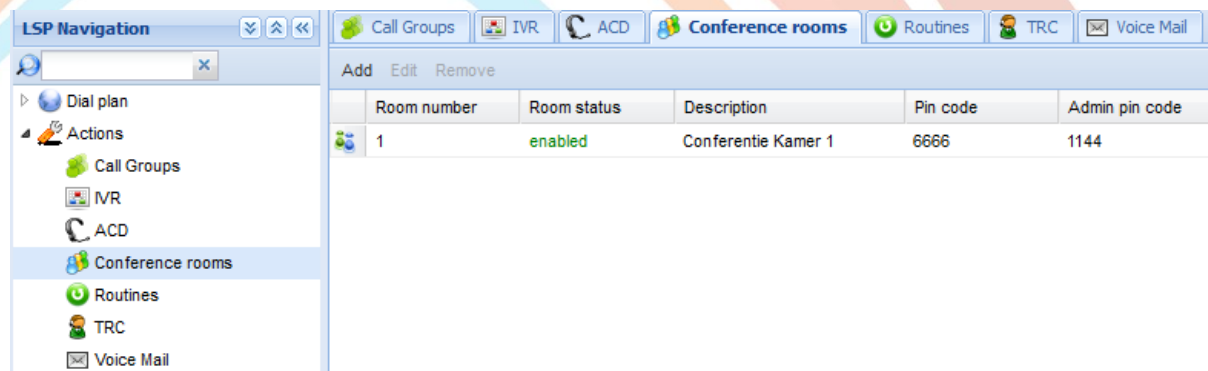 LSP Navigation
Call Groups IVR ACD Conference rooms Routines TRC Voice Mail
Add Edit Remove
Dial plan
Room number Room status Description Pin code Admin pin code
Actions
1 enabled Conferentie Kamer 1 6666 1144
Call Groups
IVR
ACD
Conference rooms
Routines
TRC
Voice Mail